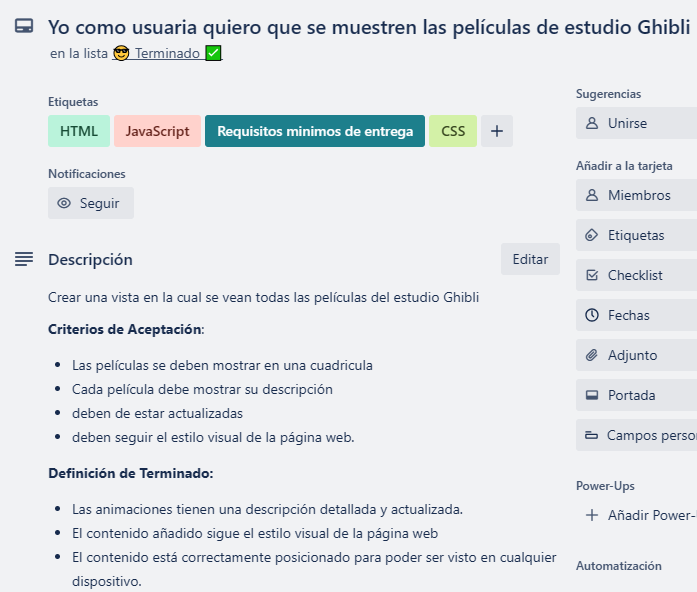 Yo como usuaria quiero que se muestren las películas de estudio Ghibli
en la lista 😎 Terminado ✅
Etiquetas
HTML
JavaScript
Requisitos minimos de entrega
CSS
+
Notificaciones
Seguir
Descripción
Editar
Crear una vista en la cual se vean todas las películas del estudio Ghibli
Criterios de Aceptación:
• Las películas se deben mostrar en una cuadricula
• Cada película debe mostrar su descripción
• deben de estar actualizadas
• deben seguir el estilo visual de la página web.
Definición de Terminado:
• Las animaciones tienen una descripción detallada y actualizada.
• El contenido añadido sigue el estilo visual de la página web
• El contenido está correctamente posicionado para poder ser visto en cualquier
dispositivo.
Sugerencias
Unirse
Añadir a la tarjeta
Miembros
Etiquetas
Checklist
Fechas
Adjunto
Portada
Campos perso
Power-Ups
+ Añadir Power-
Automatización